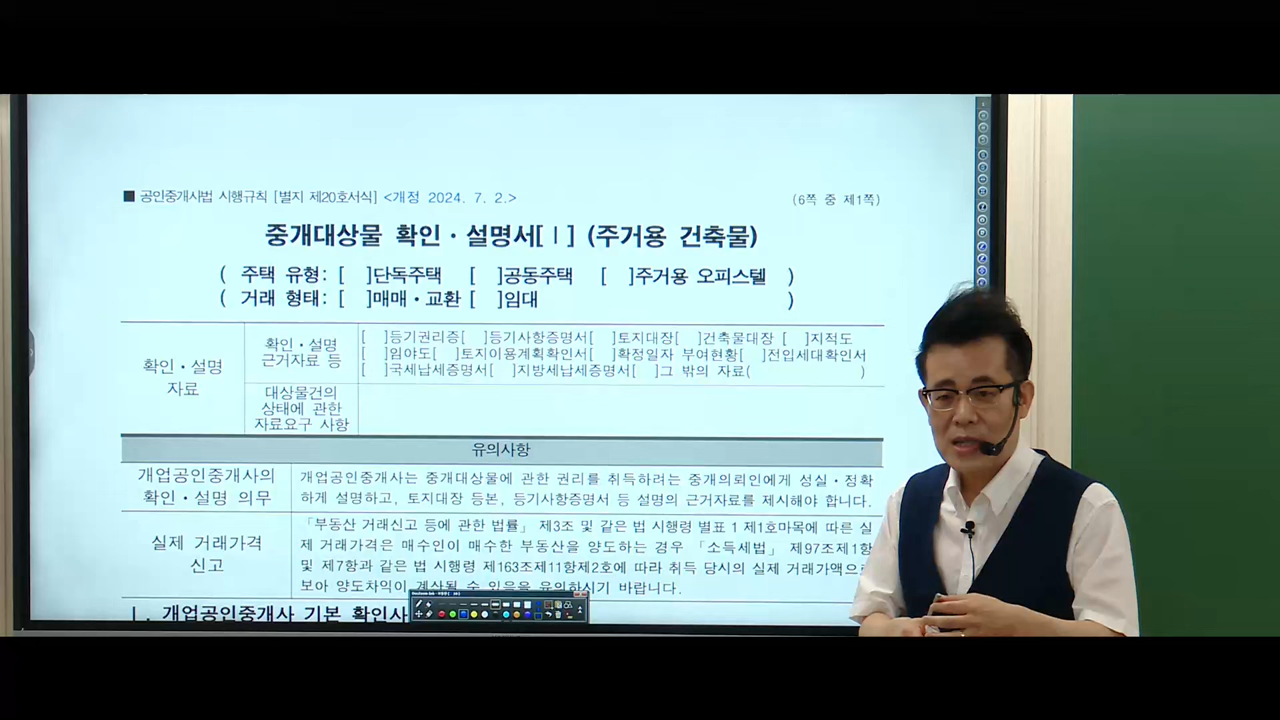 ■ 공인중개사법 시행규칙 [별지 제20호서식] <개정 2024. 7. 2.>
(6쪽 중 제1쪽)
중개대상물 확인 · 설명서[ Ⅰ ] (주거용 건축물)
( 주택 유형: [ ]단독주택 [ ]공동주택 [ ]주거용 오피스텔 )
( 거래 형태: [ ]매매 · 교환 [ ]임대 )
확인 · 설명
자료
확인 · 설명
근거자료 등
[ ]등기권리증[ ]등기사항증명서[ ]토지대장[ ]건축물대장 [ ]지적도
[ ]임야도[ ]토지이용계획확인서[ ]확정일자 부여현황[ ]전입세대확인서
[ ]국세납세증명서[ ]지방세납세증명서[ ]그 밖의 자료( )
대상물건의
상태에 관한
자료요구 사항
유의사항
개업공인중개사의
확인 · 설명 의무
개업공인중개사는 중개대상물에 관한 권리를 취득하려는 중개의뢰인에게 성실 · 정확
하게 설명하고, 토지대장 등본, 등기사항증명서 등 설명의 근거자료를 제시해야 합니다.
실제 거래가격
신고
「부동산 거래신고 등에 관한 법률」 제3조 및 같은 법 시행령 별표 1 제1호마목에 따른 실
제 거래가격은 매수인이 매수한 부동산을 양도하는 경우 「소득세법」 제97조제1항
및 제7항과 같은 법 시행령 제163조제11항제2호에 따라 취득 당시의 실제 거래가액으
보아 양도차익이 계산될 수 있음을 유의하시기 바랍니다.
Ⅰ. 개업공인중개사 기본 확인사